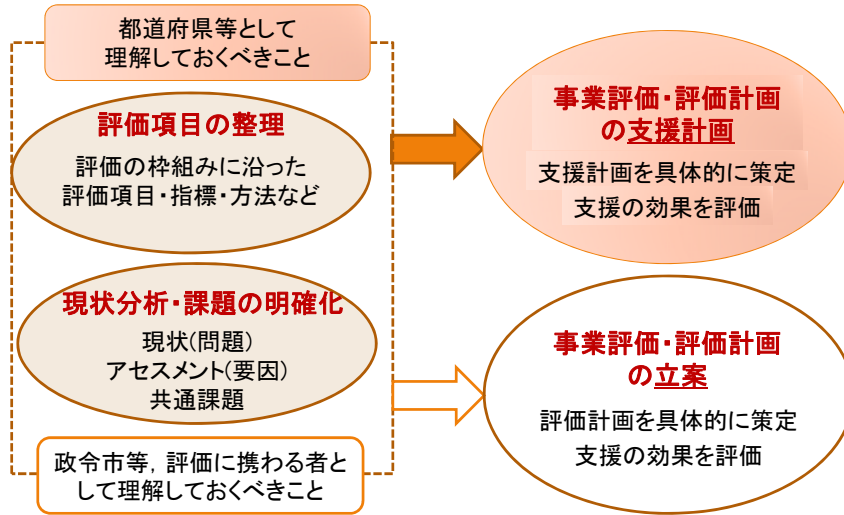 都道府県等として
理解しておくべきこと
評価項目の整理
評価の枠組みに沿った
評価項目・指標・方法など
現状分析・課題の明確化
現状(問題)
アセスメント(要因)
共通課題
政令市等，評価に携わる者と
して理解しておくべきこと
事業評価・評価計画
の支援計画
支援計画を具体的に策定
支援の効果を評価
事業評価・評価計画
の立案
評価計画を具体的に策定
支援の効果を評価